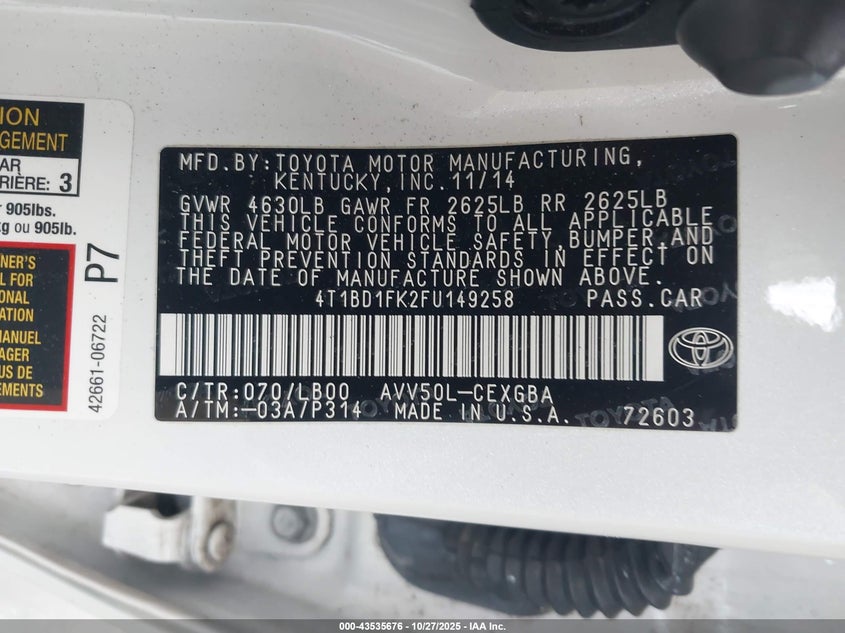 ION
GEMENT
AR
RRIÈRE: 3
r 905lbs.
kg ou 905lb.
NER'S
L FOR
IONAL
ATION
MANUEL
AGER
DE
EMENTS
P7
42661-06722
MFD.BY:TOYOTA MOTOR MANUFACTURING,
KENTUCKY, INC. 11/14
GVWR 4630LB GAWR FR 2625LB RR 2625LB
THIS VEHICLE CONFORMS TO ALL APPLICABLE
FEDERAL MOTOR VEHICLE SAFETY, BUMPER, AND
THEFT PREVENTION STANDARDS IN EFFECT ON
THE DATE OF MANUFACTURE SHOWN ABOVE.
4T1BD1FK2FU149258 PASS.CAR
C/TR:070/LB00 AVV50L-CEXGBA
A/TM:-03A/P314 MADE IN U.S.A. 72603
000-43535676 | 10/27/2025 | IAA Inc.